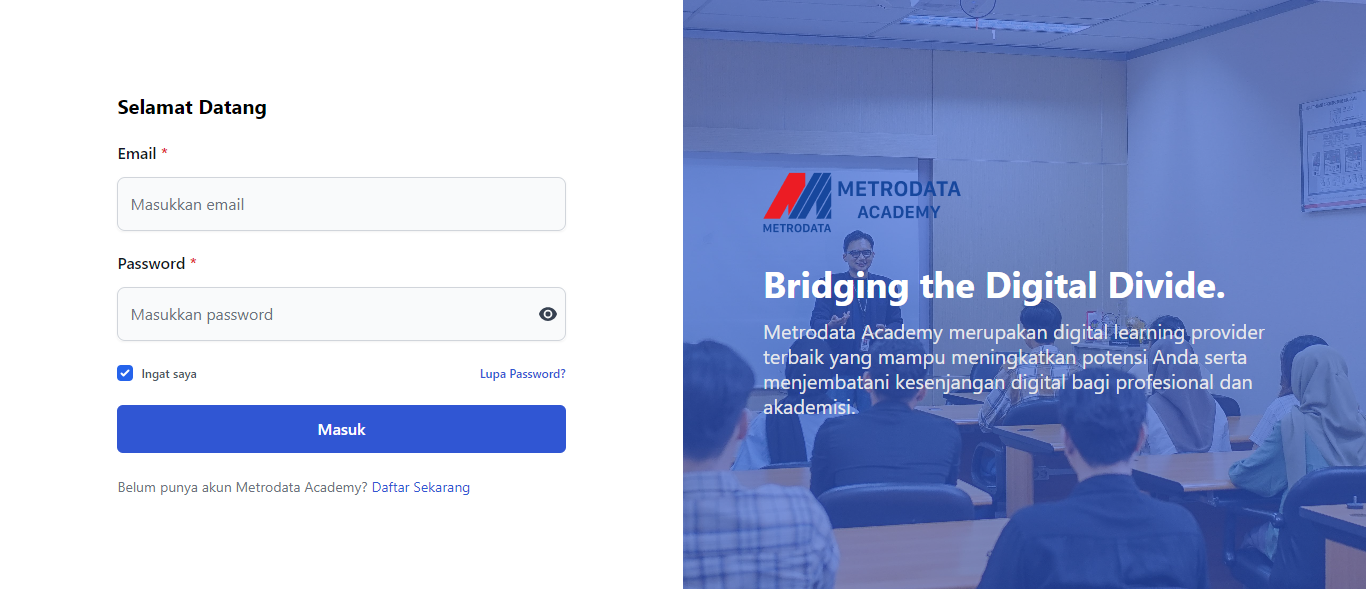 Selamat Datang
Email *
Masukkan email
Password *
Masukkan password
Ingat saya
Lupa Password?
Masuk
Belum punya akun Metrodata Academy? Daftar Sekarang
METRODATA
ACADEMY
METRODATA
Bridging the Digital Divide.
Metrodata Academy merupakan digital learning provider
terbaik yang mampu meningkatkan potensi Anda serta
menjembatani kesenjangan digital bagi profesional dan
akademisi.